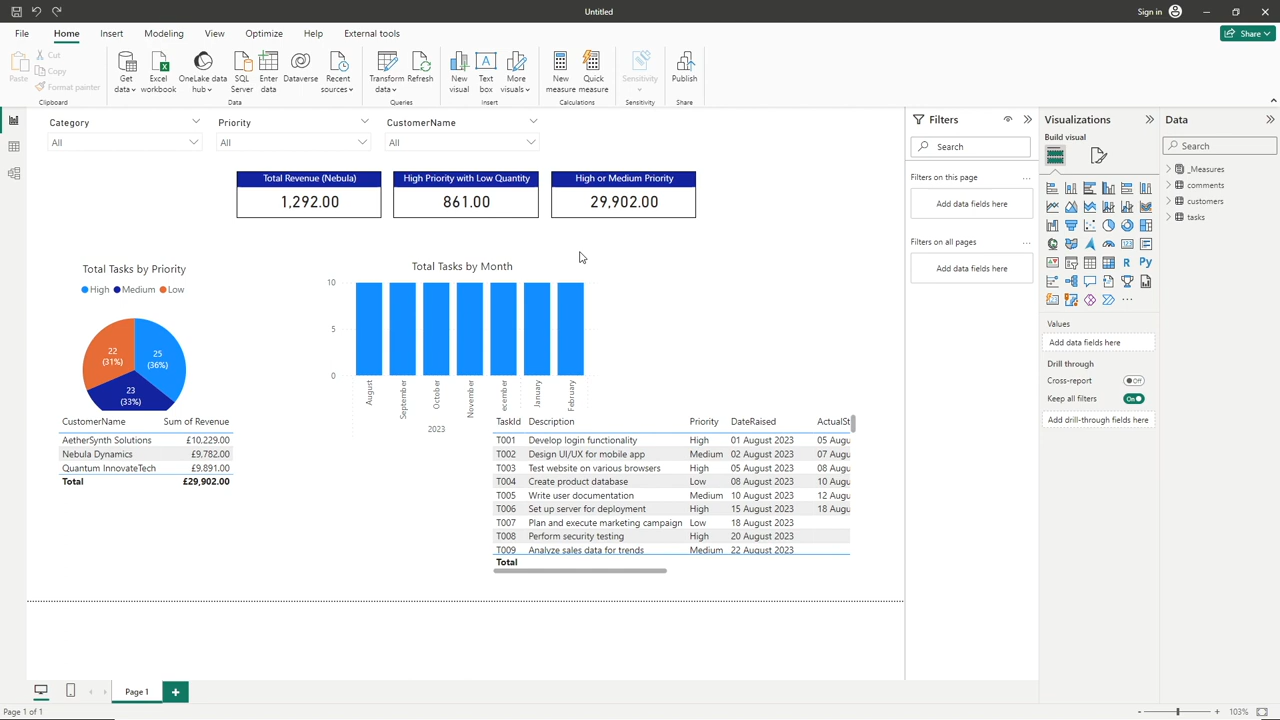 Untitled
Sign in
File Home Insert Modeling View Optimize Help External tools
Share
Paste
Cut
Copy
Format painter
Clipboard
Get data
Excel workbook
OneLake data hub
SQL Server
Enter data
Dataverse
Recent sources
Data
Transform data
Refresh
Queries
New visual
Text box
More visuals
Insert
New measure
Quick measure
Calculations
Sensitivity
Sensitivity
Publish
Share
Category
All
Priority
All
CustomerName
All
Total Revenue (Nebula)
1,292.00
High Priority with Low Quantity
861.00
High or Medium Priority
29,902.00
Total Tasks by Priority
High Medium Low
22
(31%)
25
(36%)
23
(33%)
Total Tasks by Month
10
5
0
August
September
October
November
ecember
January
February
2023
CustomerName Sum of Revenue
AetherSynth Solutions £10,229.00
Nebula Dynamics £9,782.00
Quantum InnovateTech £9,891.00
Total £29,902.00
TaskId Description Priority DateRaised ActualSt
T001 Develop login functionality High 01 August 2023 05 Augu
T002 Design UI/UX for mobile app Medium 02 August 2023 07 Augu
T003 Test website on various browsers High 05 August 2023 08 Augu
T004 Create product database Low 08 August 2023 10 Augu
T005 Write user documentation Medium 10 August 2023 12 Augu
T006 Set up server for deployment High 15 August 2023 18 Augu
T007 Plan and execute marketing campaign Low 18 August 2023
T008 Perform security testing High 20 August 2023
T009 Analyze sales data for trends Medium 22 August 2023
Total
Filters
Search
Filters on this page
Add data fields here
Filters on all pages
Add data fields here
Visualizations
Build visual
R
Py
Values
Add data fields here
Drill through
Cross-report Off
Keep all filters On
Add drill-through fields here
Data
Search
_Measures
comments
customers
tasks
Page 1
Page 1 of 1
103%